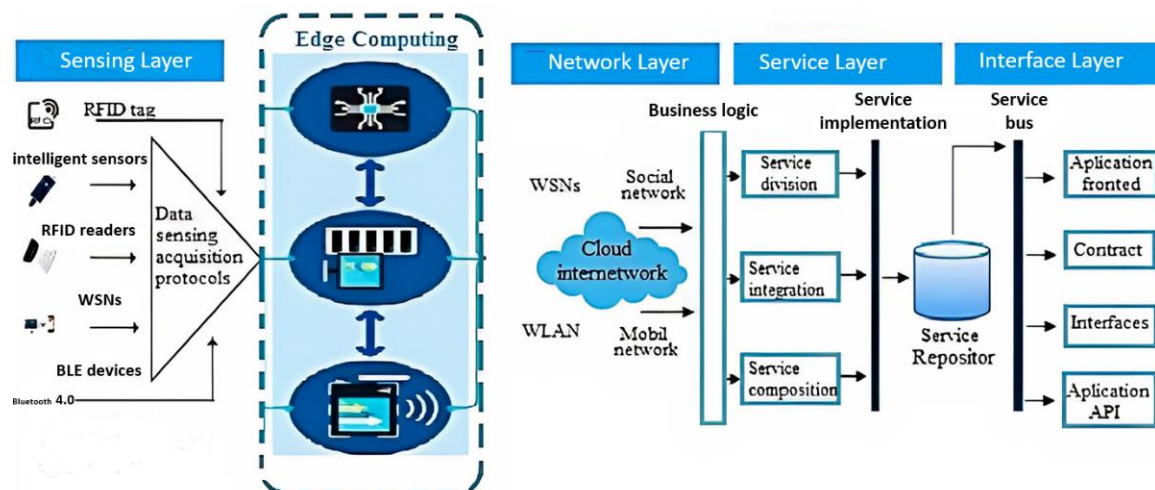 Sensing Layer
RFID tag
intelligent sensors
RFID readers
WSNs
BLE devices
Bluetooth 4.0
Data
sensing
acquisition
protocols
Edge Computing
Network Layer
WSNs
Social
network
Cloud
internetwork
WLAN
Mobil
network
Business logic
Service Layer
Service
division
Service
integration
Service
composition
Service
implementation
Service
Repositor
Interface Layer
Service
bus
Aplication
fronted
Contract
Interfaces
Aplication
API